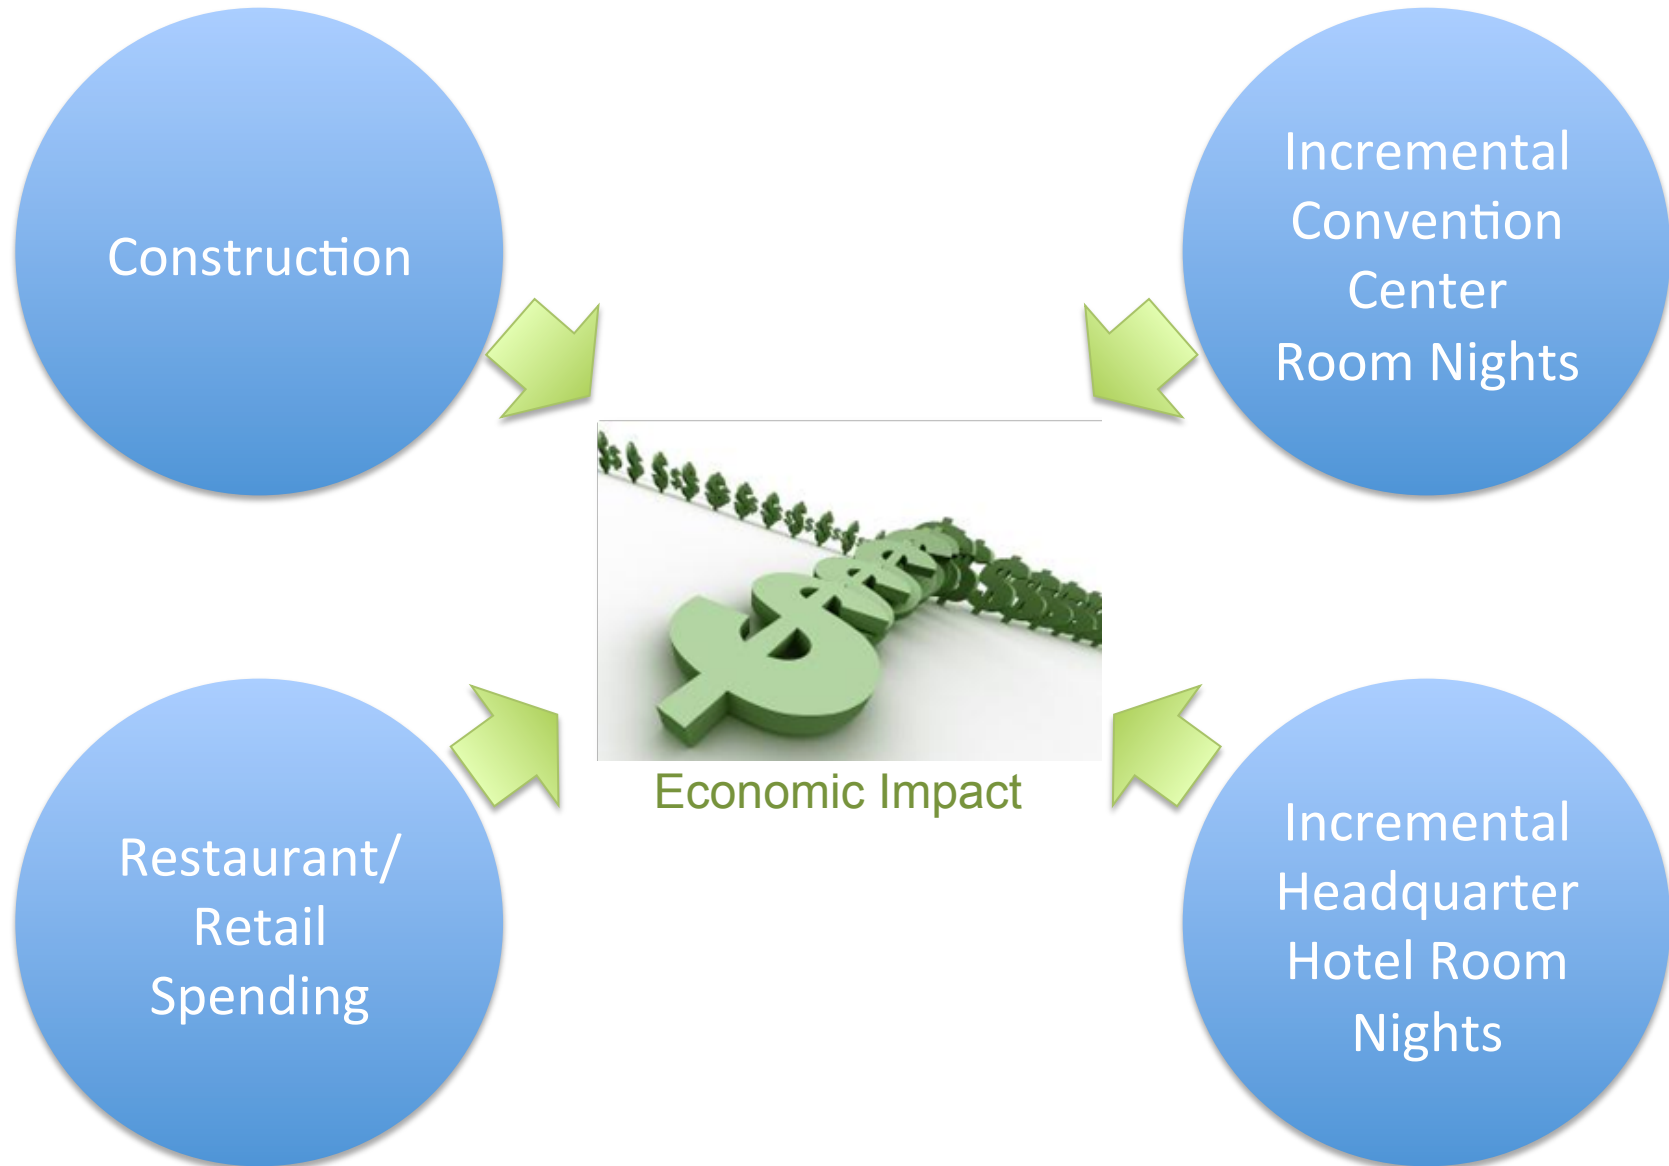 Construction
Incremental
Convention
Center
Room Nights
Economic Impact
Restaurant/
Retail
Spending
Incremental
Headquarter
Hotel Room
Nights